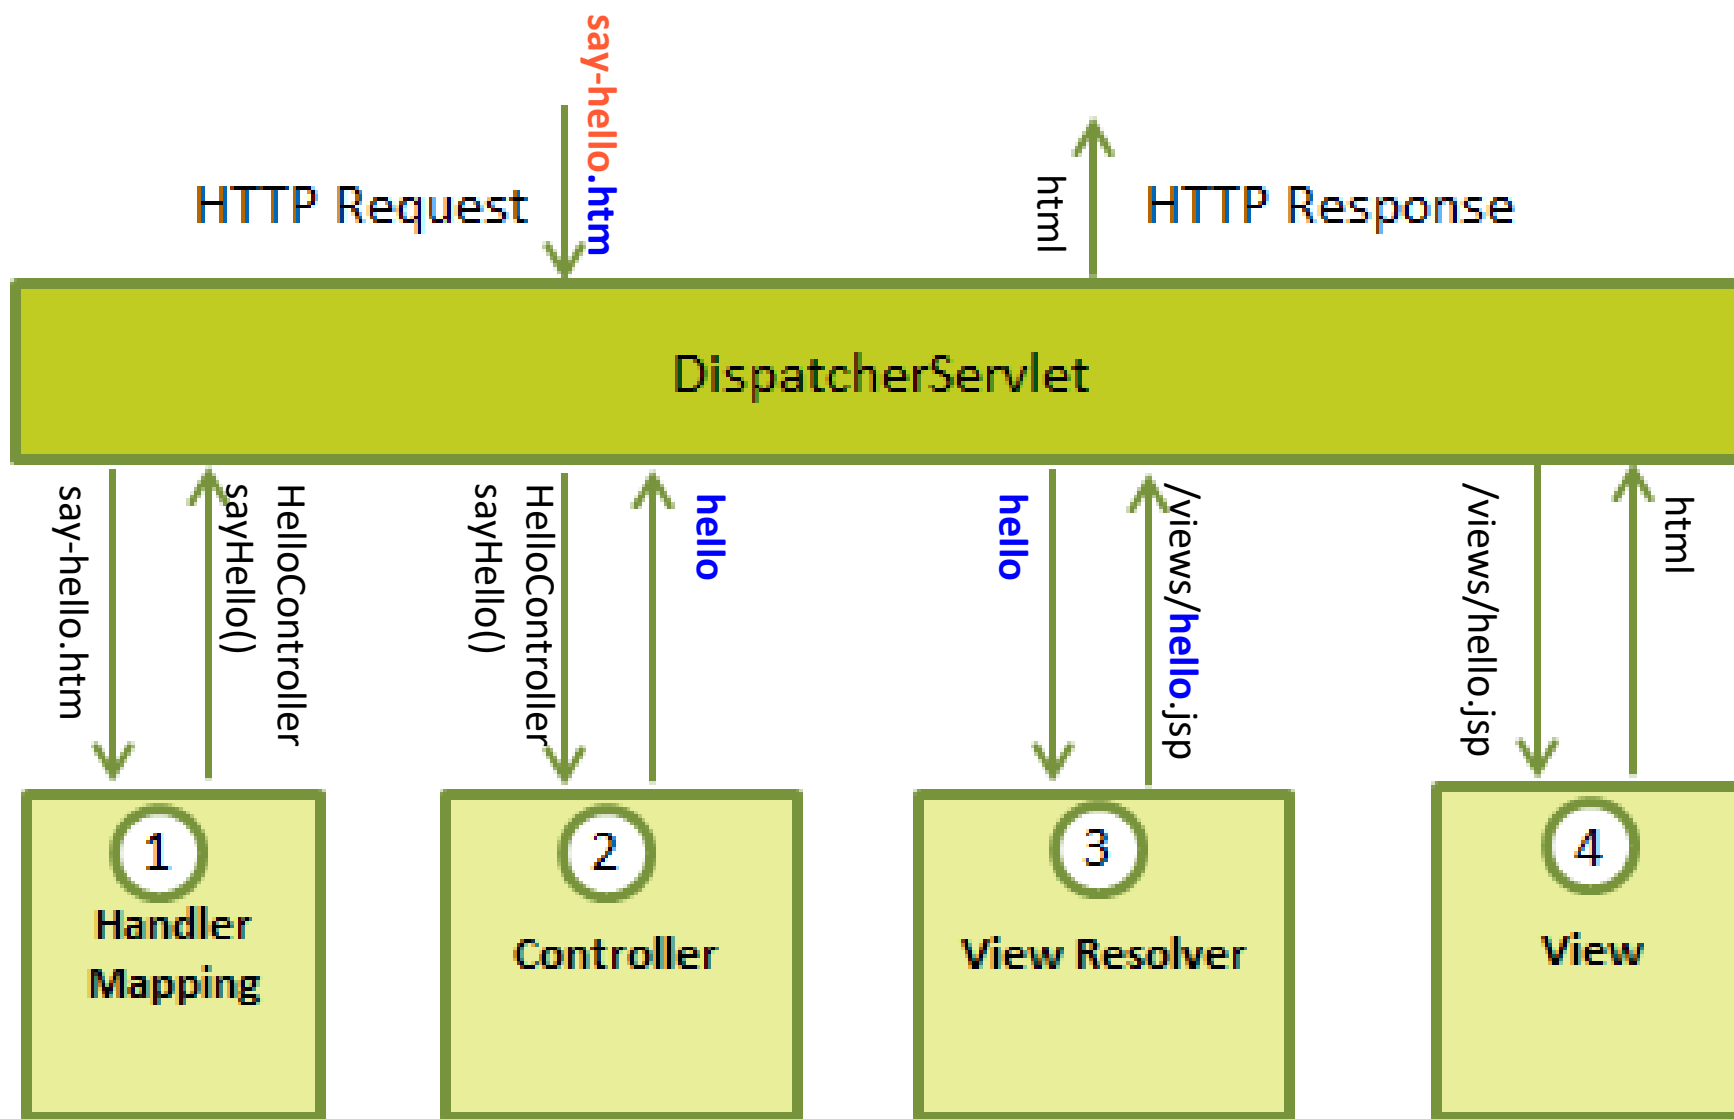 say-hello.htm
HTTP Request
html
HTTP Response
DispatcherServlet
say-hello.htm
HelloController
sayHello()
HelloController
sayHello()
hello
hello
/views/hello.jsp
/views/hello.jsp
html
1
Handler
Mapping
2
Controller
3
View Resolver
4
View